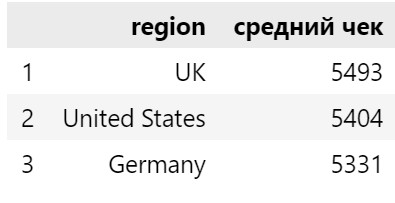 region средний чек
1 UK 5493
2 United States 5404
3 Germany 5331